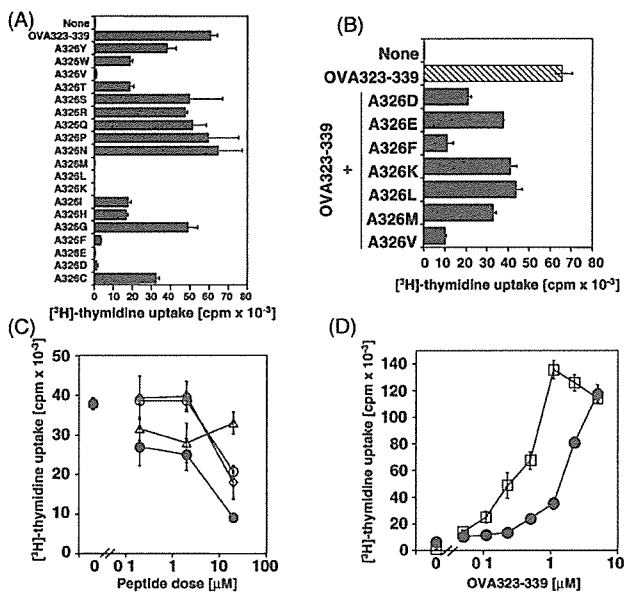 (A)
None
OVA323-339
A326Y
A326W
A326V
A326T
A326S
A326R
A326Q
A326P
A326N
A326M
A326L
A326K
A326I
A326H
A326G
A326F
A326E
A326D
A326C
0 10 20 30 40 50 60 70 80
[³H]-thymidine uptake [cpm x 10⁻³]
(B)
None
OVA323-339
OVA323-339
+
A326D
A326E
A326F
A326K
A326L
A326M
A326V
0 10 20 30 40 50 60 70 80
[³H]-thymidine uptake [cpm x 10⁻³]
(C)
[³H]-thymidine uptake [cpm x 10⁻³]
50
40
30
20
10
0
0 0 1 1 10 100
Peptide dose [μM]
(D)
[³H]-thymidine uptake [cpm x 10⁻³]
140
120
100
80
60
40
20
0
0 0 1 1 10
OVA323-339 [μM]